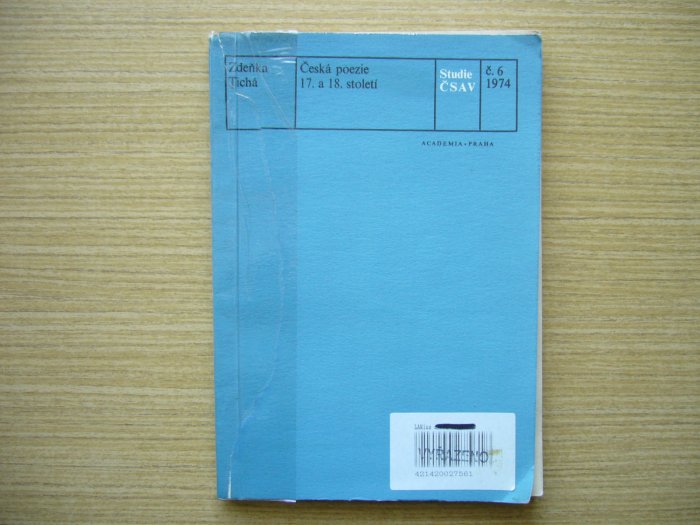 Zdeňka
Tichá
Česká poezie
17. a 18. století
Studie
ČSAV
č. 6
1974
ACADEMIA • PRAHA
VYŘAZENO
421420027561